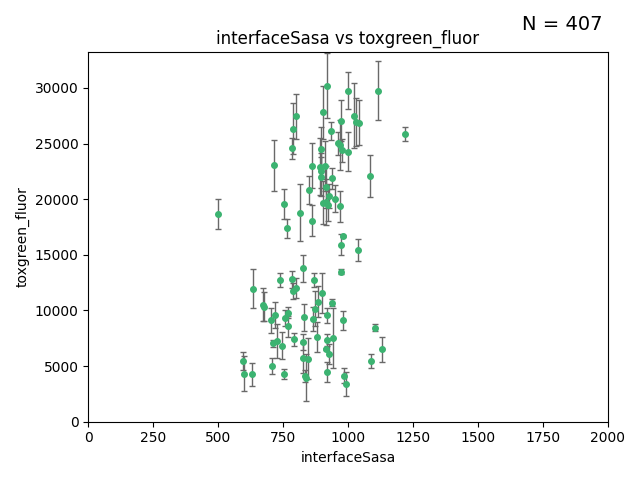 N = 407
interfaceSasa vs toxgreen_fluor
toxgreen_fluor
30000
25000
20000
15000
10000
5000
0
0 250 500 750 1000 1250 1500 1750 2000
interfaceSasa